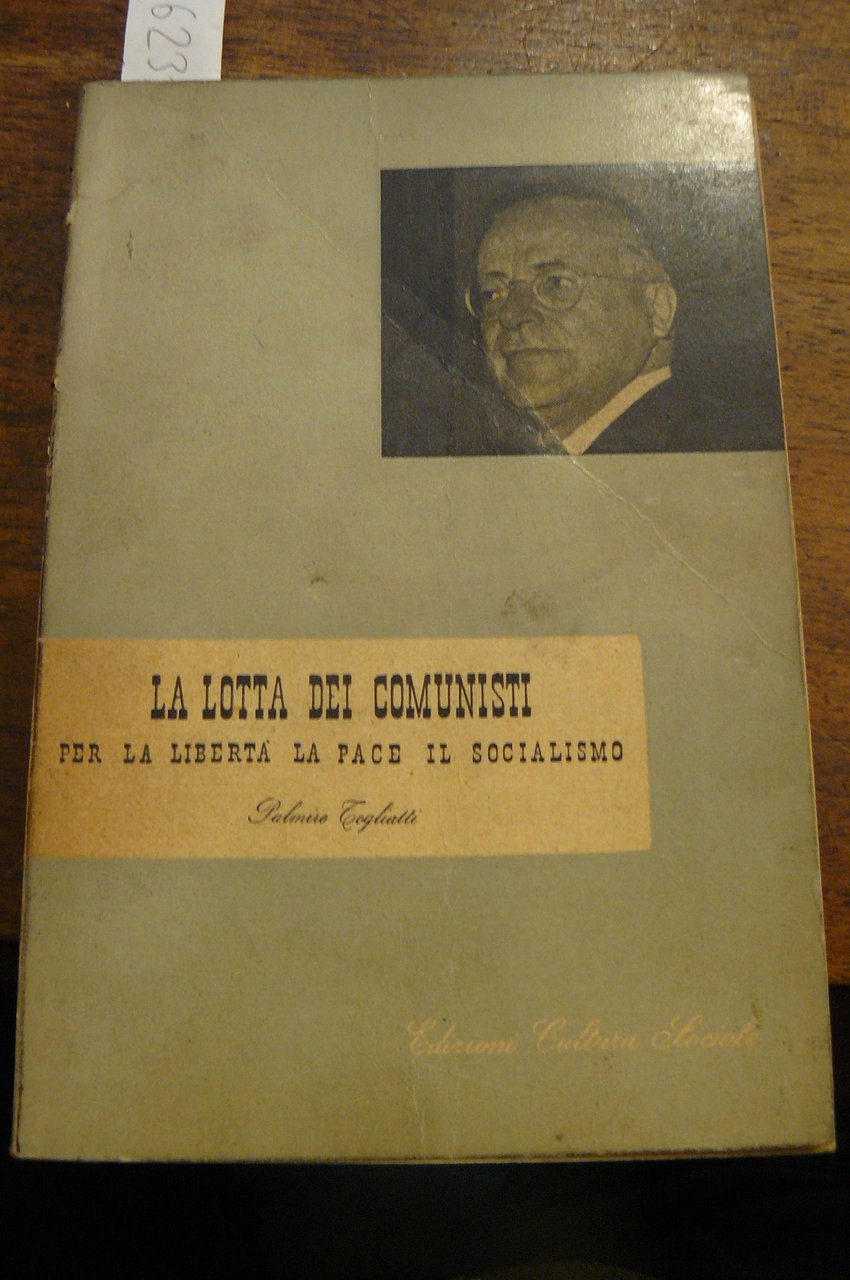 623
LA LOTTA DEI COMUNISTI
PER LA LIBERTÀ LA PACE IL SOCIALISMO
Palmiro Togliatti
Edizioni Cultura Sociale